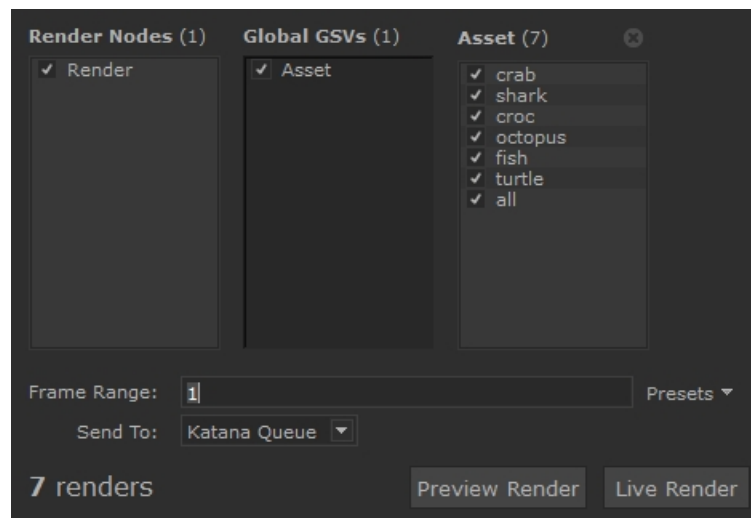 Render Nodes (1) Global GSVs (1) Asset (7)
Render
Asset
crab
shark
croc
octopus
fish
turtle
all
Frame Range: 1 Presets
Send To: Katana Queue
7 renders Preview Render Live Render